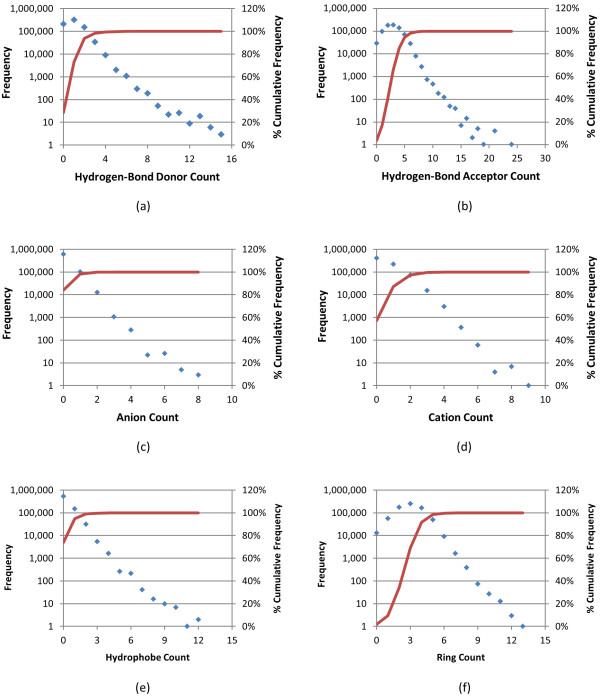 1,000,000 120% 1,000,000 120%
100,000 100% 100,000 100%
10,000 80% 10,000 80%
1,000 60% 1,000 60%
100 40% 100 40%
10 20% 10 20%
1 0% 1 0%
Frequency % Cumulative Frequency Frequency % Cumulative Frequency
0 4 8 12 16 0 5 10 15 20 25 30
Hydrogen-Bond Donor Count Hydrogen-Bond Acceptor Count
(a) (b)
1,000,000 120% 1,000,000 120%
100,000 100% 100,000 100%
10,000 80% 10,000 80%
1,000 60% 1,000 60%
100 40% 100 40%
10 20% 10 20%
1 0% 1 0%
Frequency % Cumulative Frequency Frequency % Cumulative Frequency
0 2 4 6 8 10 0 2 4 6 8 10
Anion Count Cation Count
(c) (d)
1,000,000 120% 1,000,000 120%
100,000 100% 100,000 100%
10,000 80% 10,000 80%
1,000 60% 1,000 60%
100 40% 100 40%
10 20% 10 20%
1 0% 1 0%
Frequency % Cumulative Frequency Frequency % Cumulative Frequency
0 3 6 9 12 15 0 3 6 9 12 15
Hydrophobe Count Ring Count
(e) (f)